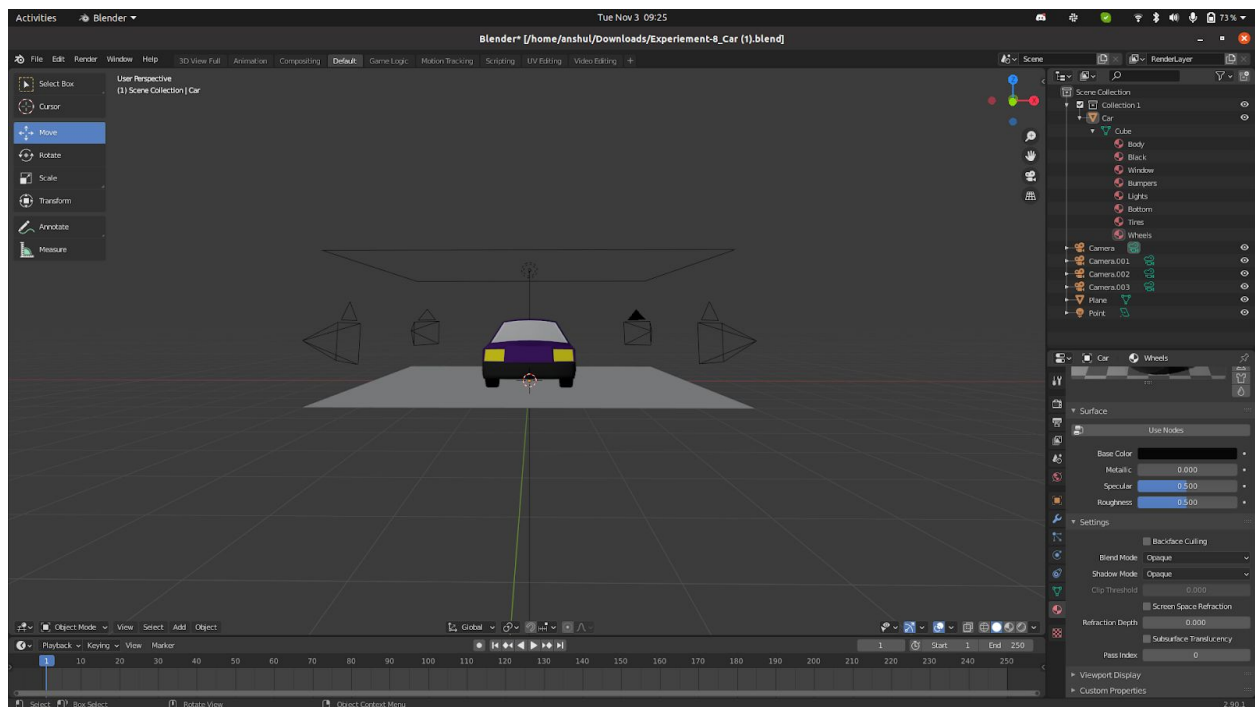 Activities Blender Tue Nov 3 09:25 73 %
Blender* [/home/anshul/Downloads/Experiement-8_Car (1).blend]
File Edit Render Window Help 3D View Full Animation Compositing Default Game Logic Motion Tracking Scripting UV Editing Video Editing + Scene RenderLayer
Select Box
Cursor
Move
Rotate
Scale
Transform
Annotate
Measure
User Perspective
(1) Scene Collection | Car
Z
X
Scene Collection
Collection 1
Car
Cube
Body
Black
Window
Bumpers
Lights
Bottom
Tires
Wheels
Camera
Camera.001
Camera.002
Camera.003
Plane
Point
Car Wheels
Surface
Use Nodes
Base Color
Metallic 0.000
Specular 0.500
Roughness 0.500
Settings
Backface Culling
Blend Mode Opaque
Shadow Mode Opaque
Clip Threshold 0.000
Screen Space Refraction
Refraction Depth 0.000
Subsurface Translucency
Pass Index 0
Viewport Display
Custom Properties
Object Mode View Select Add Object Global
Playback Keying View Marker 1 Start 1 End 250
1 10 20 30 40 50 60 70 80 90 100 110 120 130 140 150 160 170 180 190 200 210 220 230 240 250
Select Box Select Rotate View Object Context Menu 2.90.1